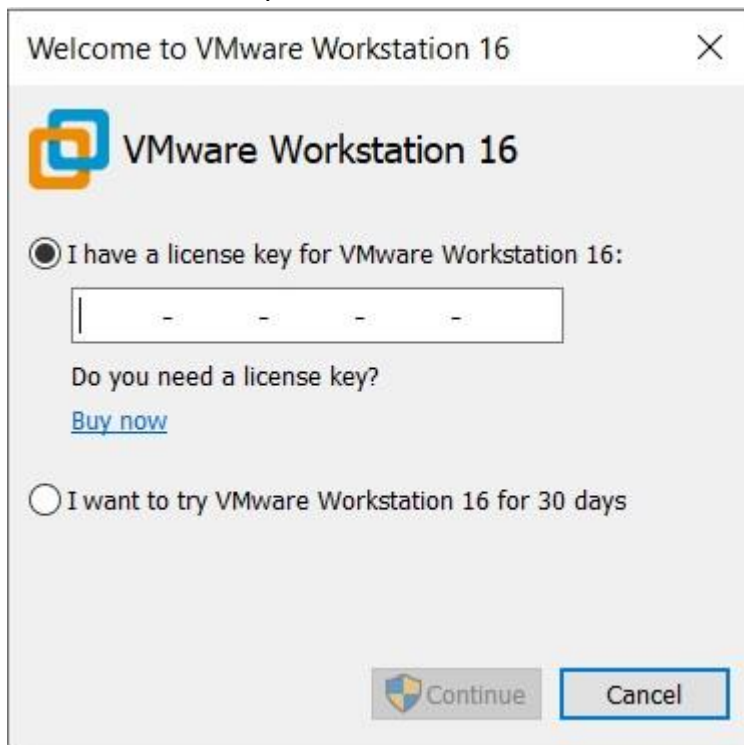 Welcome to VMware Workstation 16
VMware Workstation 16
I have a license key for VMware Workstation 16:
- - - -
Do you need a license key?
Buy now
I want to try VMware Workstation 16 for 30 days
Continue Cancel